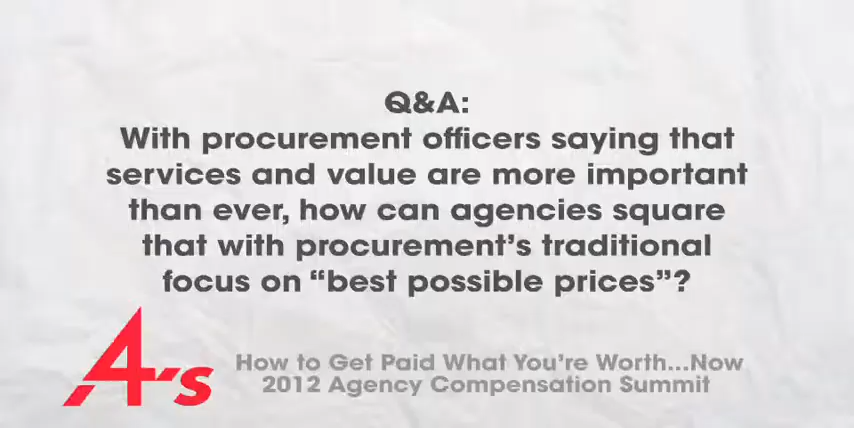 Q&A:
With procurement officers saying that
services and value are more important
than ever, how can agencies square
that with procurement's traditional
focus on “best possible prices”?
A's
How to Get Paid What You're Worth...Now
2012 Agency Compensation Summit